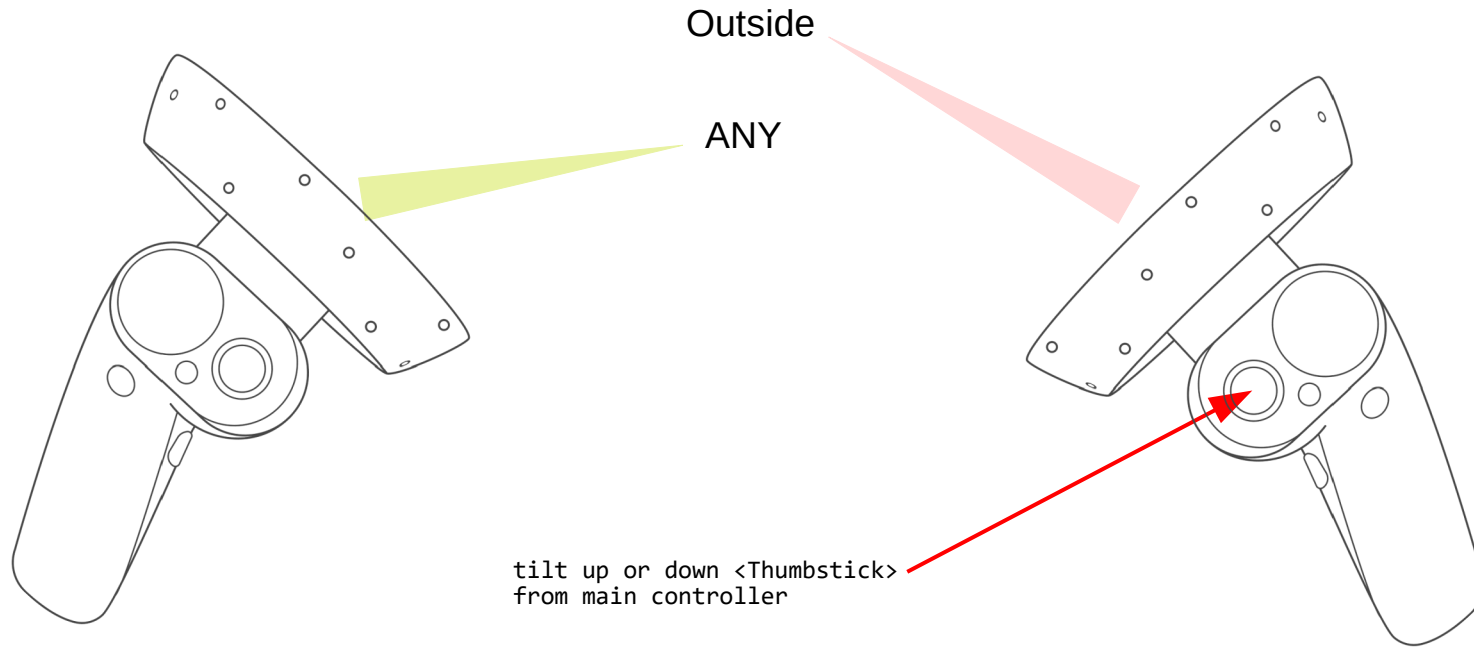 Outside
ANY
tilt up or down <Thumbstick>
from main controller